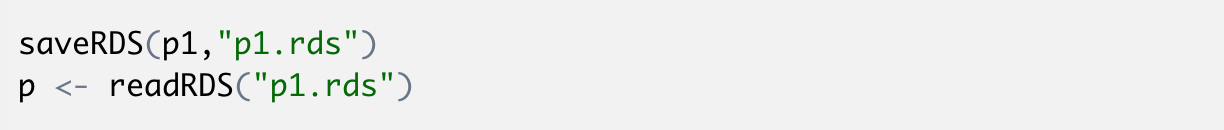 saveRDS(p1,"p1.rds")
p <- readRDS("p1.rds")